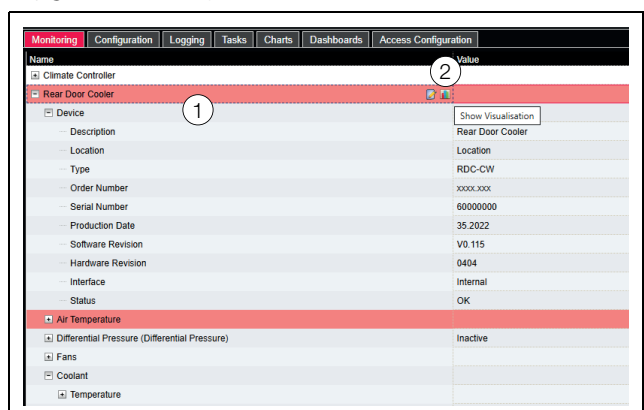 Monitoring Configuration Logging Tasks Charts Dashboards Access Configuration
Name Value
Climate Controller
2
Rear Door Cooler
1
Device
Show Visualisation
Description Rear Door Cooler
Location Location
Type RDC-CW
Order Number xxxx.xxx
Serial Number 60000000
Production Date 35.2022
Software Revision V0.115
Hardware Revision 0404
Interface Internal
Status OK
Air Temperature
Differential Pressure (Differential Pressure) Inactive
Fans
Coolant
Temperature